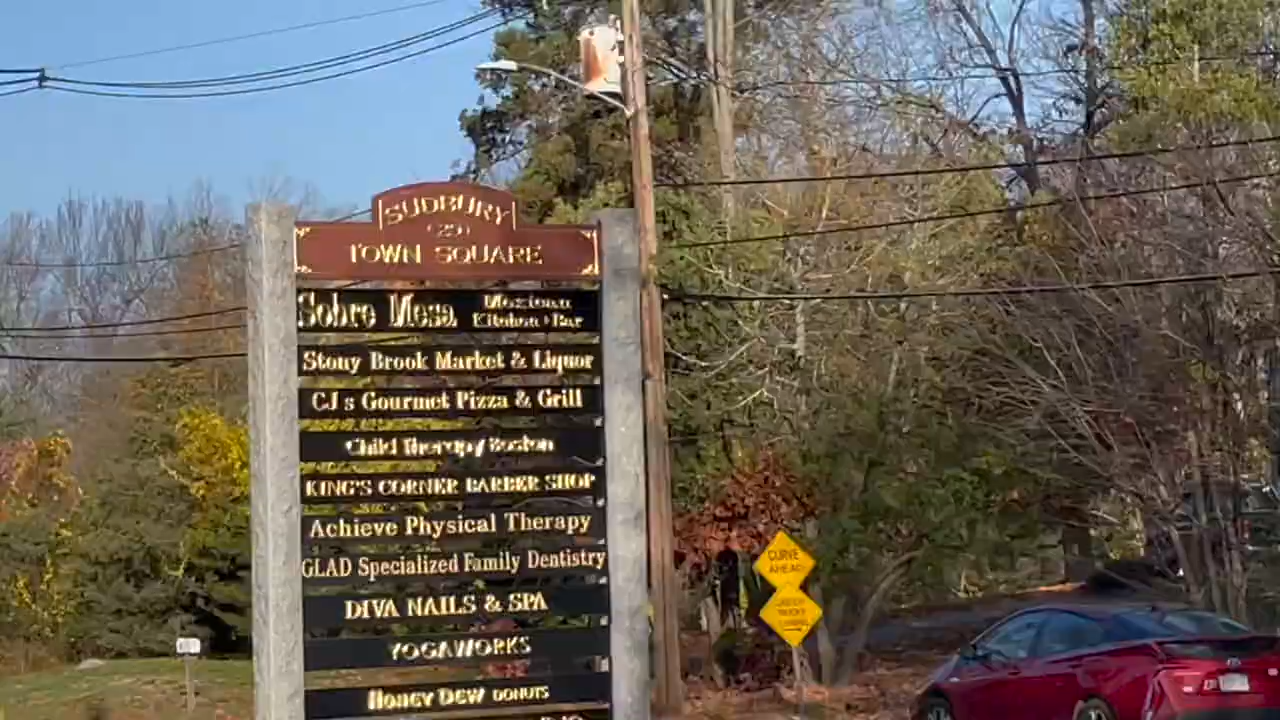 SUDBURY
29
TOWN SQUARE
Sobre Mesa Mexican
Kitchen + Bar
Stony Brook Market & Liquor
CJ s Gourmet Pizza & Grill
Child Therapy Boston
KING'S CORNER BARBER SHOP
Achieve Physical Therapy
GLAD Specialized Family Dentistry
DIVA NAILS & SPA
YOGAWORKS
HONEY DEW DONUTS
CURVE
AHEAD